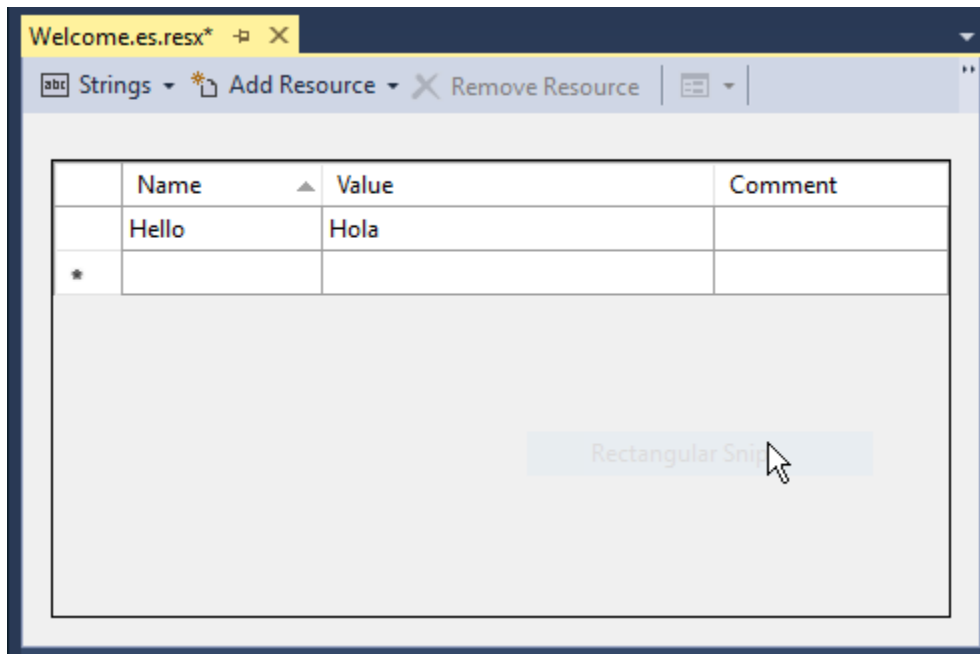 Welcome.es.resx*
Strings Add Resource Remove Resource
Name Value Comment
Hello Hola
*
Rectangular Snip